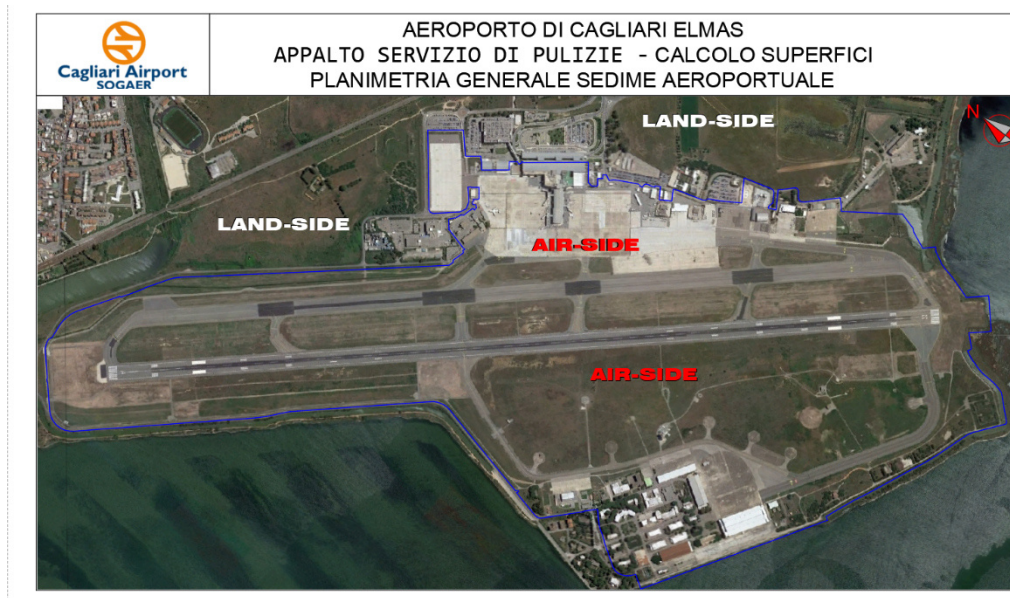 Cagliari Airport
SOGAER
AEROPORTO DI CAGLIARI ELMAS
APPALTO SERVIZIO DI PULIZIE - CALCOLO SUPERFICI
PLANIMETRIA GENERALE SEDIME AEROPORTUALE
LAND-SIDE
N
LAND-SIDE
AIR-SIDE
AIR-SIDE